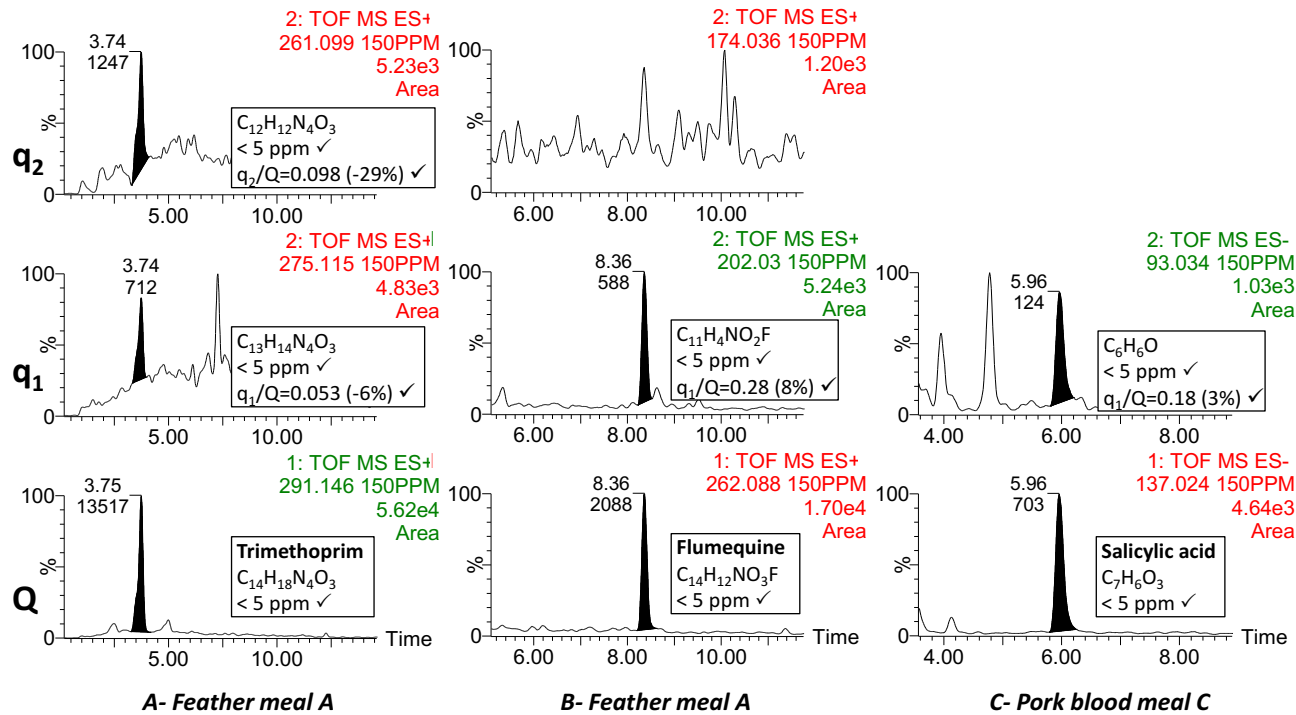 q2
2: TOF MS ES+
261.099 150PPM
5.23e3
Area
3.74
1247
100
%
0
C12H12N4O3
< 5 ppm ✓
q2/Q=0.098 (-29%) ✓
5.00
10.00
2: TOF MS ES+
174.036 150PPM
1.20e3
Area
100
%
0
6.00
8.00
10.00
q1
2: TOF MS ES+
275.115 150PPM
4.83e3
Area
3.74
712
100
%
0
C13H14N4O3
< 5 ppm ✓
q1/Q=0.053 (-6%) ✓
5.00
10.00
2: TOF MS ES+
202.03 150PPM
5.24e3
Area
8.36
588
100
%
0
C11H4NO2F
< 5 ppm ✓
q1/Q=0.28 (8%) ✓
6.00
8.00
10.00
2: TOF MS ES-
93.034 150PPM
1.03e3
Area
5.96
124
100
%
0
C6H6O
< 5 ppm ✓
q1/Q=0.18 (3%) ✓
4.00
6.00
8.00
Q
1: TOF MS ES+
291.146 150PPM
5.62e4
Area
3.75
13517
100
%
0
Trimethoprim
C14H18N4O3
< 5 ppm ✓
Time
5.00
10.00
1: TOF MS ES+
262.088 150PPM
1.70e4
Area
8.36
2088
100
%
0
Flumequine
C14H12NO3F
< 5 ppm ✓
Time
6.00
8.00
10.00
1: TOF MS ES-
137.024 150PPM
4.64e3
Area
5.96
703
100
%
0
Salicylic acid
C7H6O3
< 5 ppm ✓
Time
4.00
6.00
8.00
A- Feather meal A
B- Feather meal A
C- Pork blood meal C